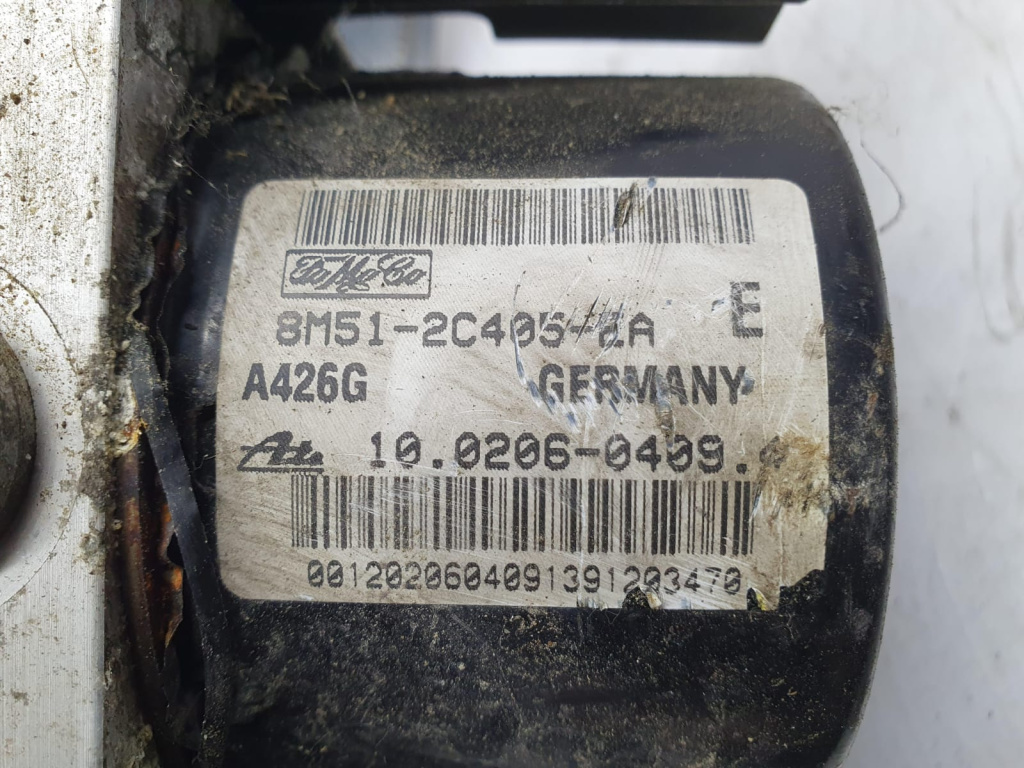 FoMoCo
8M51-2C405- A E
A426G GERMANY
Ate 10.0206-0409.
0012020604091391203470